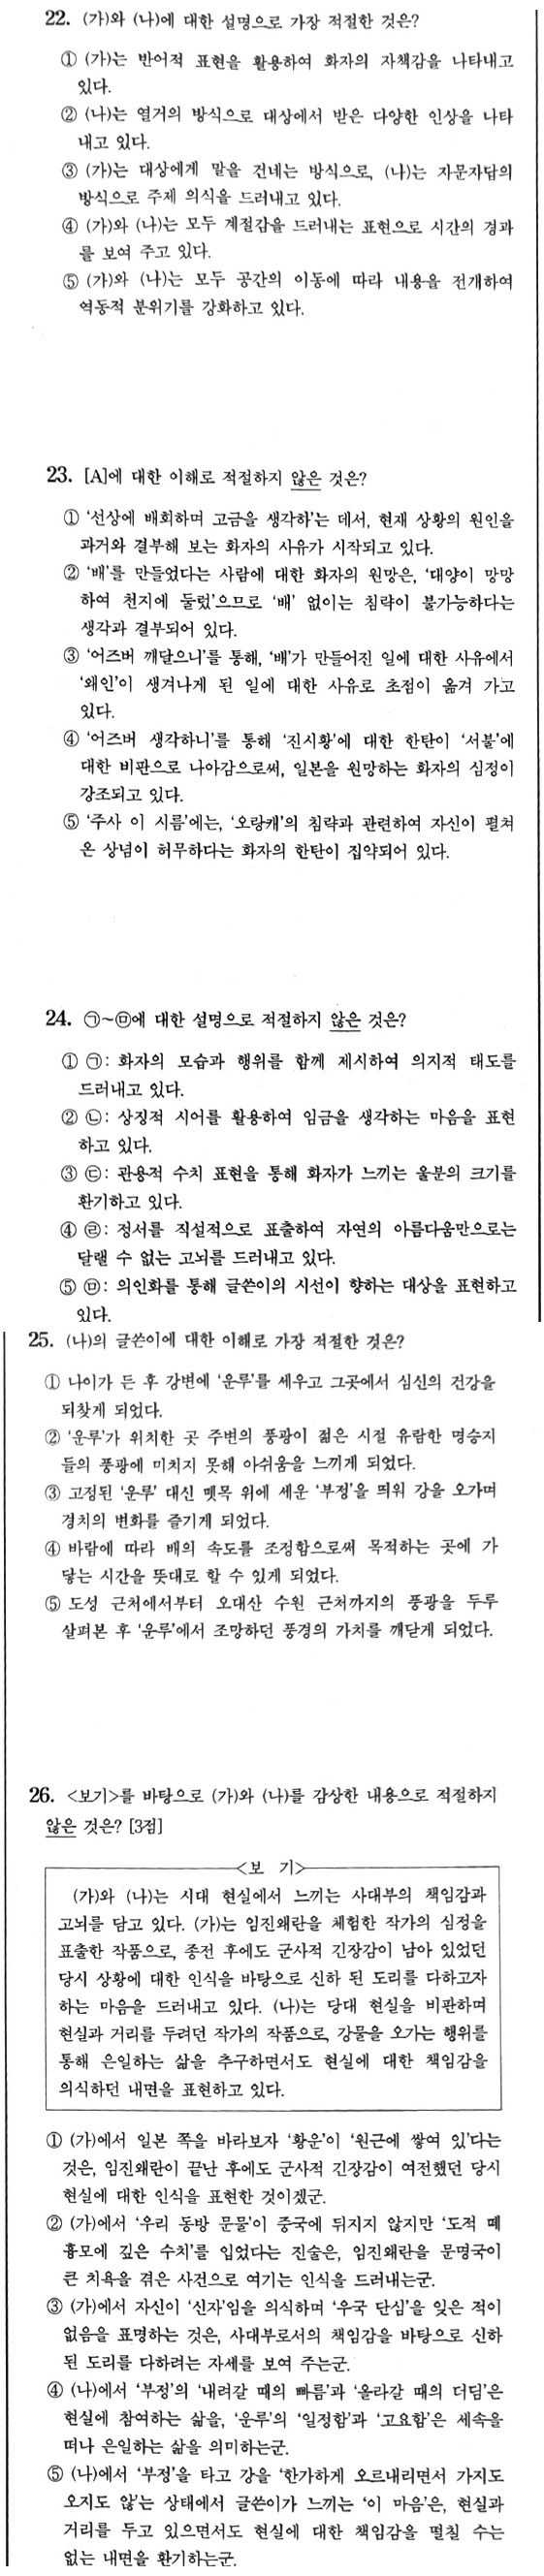 22. (가)와 (나)에 대한 설명으로 가장 적절한 것은?
① (가)는 반어적 표현을 활용하여 화자의 자책감을 나타내고
있다.
② (나)는 열거의 방식으로 대상에서 받은 다양한 인상을 나타
내고 있다.
③ (가)는 대상에게 말을 건네는 방식으로, (나)는 자문자답의
방식으로 주제 의식을 드러내고 있다.
④ (가)와 (나)는 모두 계절감을 드러내는 표현으로 시간의 경과
를 보여 주고 있다.
⑤ (가)와 (나)는 모두 공간의 이동에 따라 내용을 전개하여
역동적 분위기를 강화하고 있다.
23. [A]에 대한 이해로 적절하지 않은 것은?
① ‘선상에 배회하며 고금을 생각하’는 데서, 현재 상황의 원인을
과거와 결부해 보는 화자의 사유가 시작되고 있다.
② ‘배’를 만들었다는 사람에 대한 화자의 원망은, ‘대양이 망망
하여 천지에 둘렀’으므로 ‘배’ 없이는 침략이 불가능하다는
생각과 결부되어 있다.
③ ‘어즈버 깨달으니’를 통해, ‘배’가 만들어진 일에 대한 사유에서
‘왜인’이 생겨나게 된 일에 대한 사유로 초점이 옮겨 가고
있다.
④ ‘어즈버 생각하니’를 통해 ‘진시황’에 대한 한탄이 ‘서불’에
대한 비판으로 나아감으로써, 일본을 원망하는 화자의 심정이
강조되고 있다.
⑤ ‘주사 이 시름’에는, ‘오랑캐’의 침략과 관련하여 자신이 펼쳐
온 상념이 허무하다는 화자의 한탄이 집약되어 있다.
24. ㉠~㉤에 대한 설명으로 적절하지 않은 것은?
① ㉠: 화자의 모습과 행위를 함께 제시하여 의지적 태도를
드러내고 있다.
② ㉡: 상징적 시어를 활용하여 임금을 생각하는 마음을 표현
하고 있다.
③ ㉢: 관용적 수치 표현을 통해 화자가 느끼는 울분의 크기를
환기하고 있다.
④ ㉣: 정서를 직설적으로 표출하여 자연의 아름다움만으로는
달랠 수 없는 고뇌를 드러내고 있다.
⑤ ㉤: 의인화를 통해 글쓴이의 시선이 향하는 대상을 표현하고
있다.
25. (나)의 글쓴이에 대한 이해로 가장 적절한 것은?
① 나이가 든 후 강변에 ‘운루’를 세우고 그곳에서 심신의 건강을
되찾게 되었다.
② ‘운루’가 위치한 곳 주변의 풍광이 젊은 시절 유람한 명승지
들의 풍광에 미치지 못해 아쉬움을 느끼게 되었다.
③ 고정된 ‘운루’ 대신 뗏목 위에 세운 ‘부정’을 띄워 강을 오가며
경치의 변화를 즐기게 되었다.
④ 바람에 따라 배의 속도를 조정함으로써 목적하는 곳에 가
닿는 시간을 뜻대로 할 수 있게 되었다.
⑤ 도성 근처에서부터 오대산 수원 근처까지의 풍광을 두루
살펴본 후 ‘운루’에서 조망하던 풍경의 가치를 깨닫게 되었다.
26. <보기>를 바탕으로 (가)와 (나)를 감상한 내용으로 적절하지
않은 것은? [3점]
<보 기>
(가)와 (나)는 시대 현실에서 느끼는 사대부의 책임감과
고뇌를 담고 있다. (가)는 임진왜란을 체험한 작가의 심정을
표출한 작품으로, 종전 후에도 군사적 긴장감이 남아 있었던
당시 상황에 대한 인식을 바탕으로 신하 된 도리를 다하고자
하는 마음을 드러내고 있다. (나)는 당대 현실을 비판하며
현실과 거리를 두려던 작가의 작품으로, 강물을 오가는 행위를
통해 은일하는 삶을 추구하면서도 현실에 대한 책임감을
의식하던 내면을 표현하고 있다.
① (가)에서 일본 쪽을 바라보자 ‘황운’이 ‘원근에 쌓여 있’다는
것은, 임진왜란이 끝난 후에도 군사적 긴장감이 여전했던 당시
현실에 대한 인식을 표현한 것이겠군.
② (가)에서 ‘우리 동방 문물’이 중국에 뒤지지 않지만 ‘도적 떼
흉모에 깊은 수치’를 입었다는 진술은, 임진왜란을 문명국이
큰 치욕을 겪은 사건으로 여기는 인식을 드러내는군.
③ (가)에서 자신이 ‘신자’임을 의식하며 ‘우국 단심’을 잊은 적이
없음을 표명하는 것은, 사대부로서의 책임감을 바탕으로 신하
된 도리를 다하려는 자세를 보여 주는군.
④ (나)에서 ‘부정’의 ‘내려갈 때의 빠름’과 ‘올라갈 때의 더딤’은
현실에 참여하는 삶을, ‘운루’의 ‘일정함’과 ‘고요함’은 세속을
떠나 은일하는 삶을 의미하는군.
⑤ (나)에서 ‘부정’을 타고 강을 ‘한가하게 오르내리면서 가지도
오지도 않’는 상태에서 글쓴이가 느끼는 ‘이 마음’은, 현실과
거리를 두고 있으면서도 현실에 대한 책임감을 떨칠 수는
없는 내면을 환기하는군.